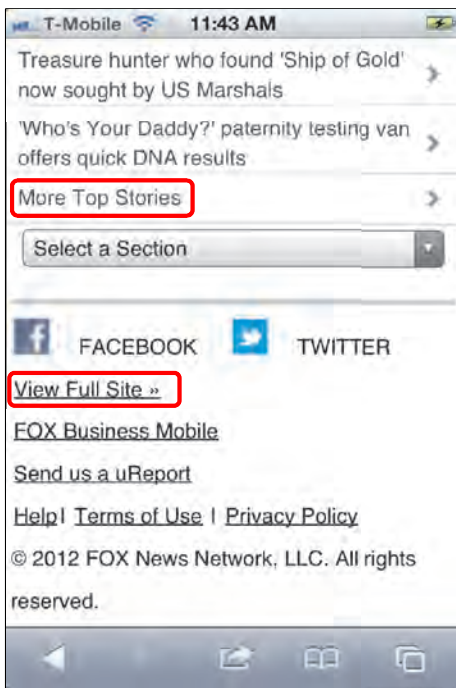 T-Mobile 11:43 AM
Treasure hunter who found 'Ship of Gold'
now sought by US Marshals
'Who's Your Daddy?' paternity testing van
offers quick DNA results
More Top Stories
Select a Section
FACEBOOK TWITTER
View Full Site »
FOX Business Mobile
Send us a uReport
Help| Terms of Use | Privacy Policy
© 2012 FOX News Network, LLC. All rights
reserved.